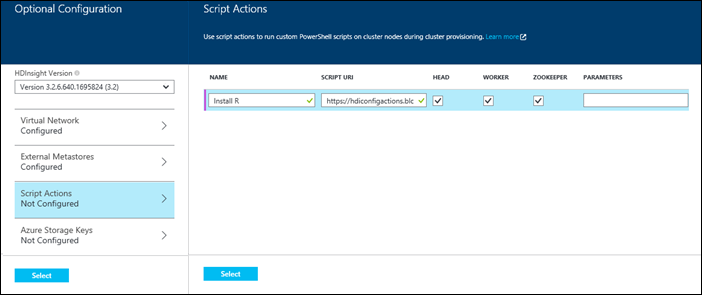 Optional Configuration
HDInsight Version
Version 3.2.6.640.1695824 (3.2)
Virtual Network
Configured
External Metastores
Configured
Script Actions
Not Configured
Azure Storage Keys
Not Configured
Select
Script Actions
Use script actions to run custom PowerShell scripts on cluster nodes during cluster provisioning. Learn more
NAME SCRIPT URI HEAD WORKER ZOOKEEPER PARAMETERS
Install R https://hdiconfigactions.blc
Select